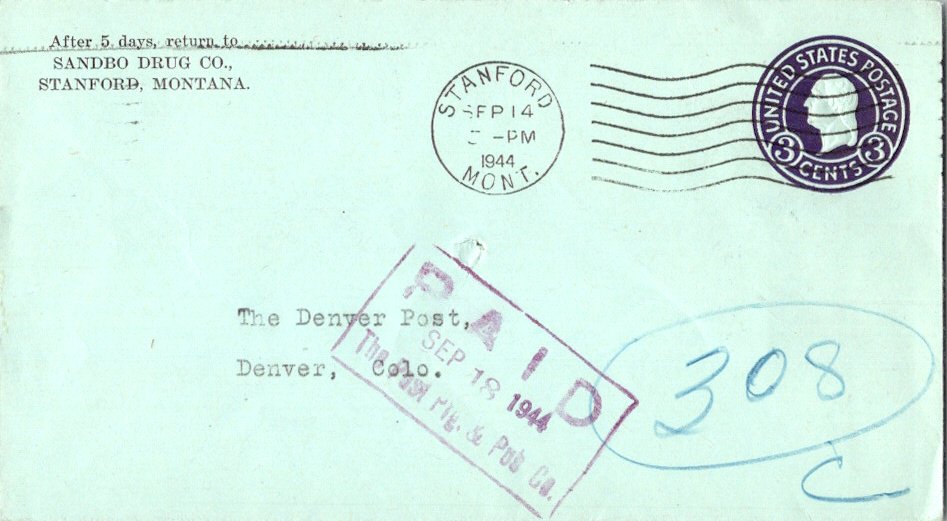 After 5 days, return to
SANDBO DRUG CO.,
STANFORD, MONTANA.
STANFORD
SEP 14
-PM
1944
MONT.
UNITED STATES POSTAGE
3 CENTS 3
The Denver Post,
Denver, Colo.
PAID
SEP 18 1944
The Post Ptg. & Pub Co.
308
C